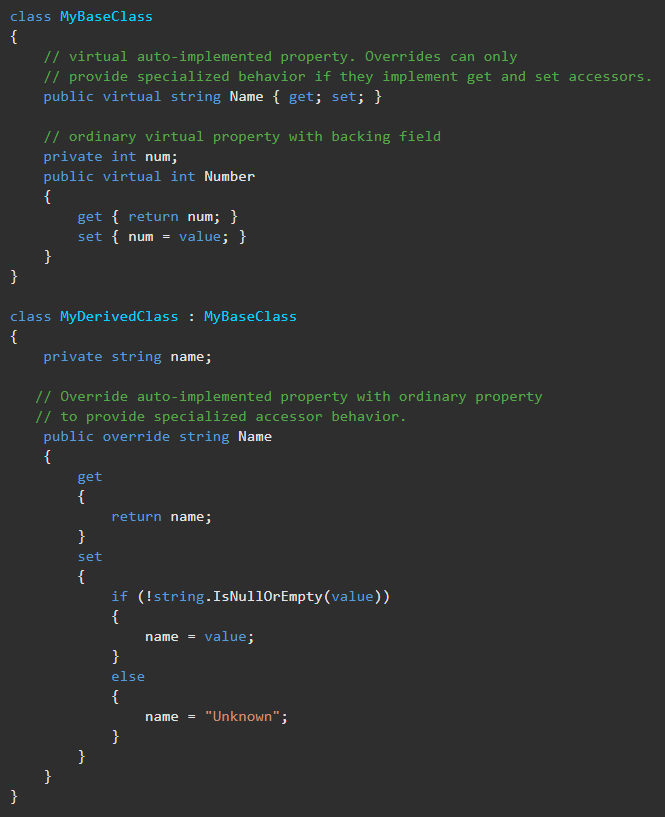 class MyBaseClass
{
    // virtual auto-implemented property. Overrides can only
    // provide specialized behavior if they implement get and set accessors.
    public virtual string Name { get; set; }

    // ordinary virtual property with backing field
    private int num;
    public virtual int Number
    {
        get { return num; }
        set { num = value; }
    }
}

class MyDerivedClass : MyBaseClass
{
    private string name;

   // Override auto-implemented property with ordinary property
   // to provide specialized accessor behavior.
    public override string Name
    {
        get
        {
            return name;
        }
        set
        {
            if (!string.IsNullOrEmpty(value))
            {
                name = value;
            }
            else
            {
                name = "Unknown";
            }
        }
    }
}